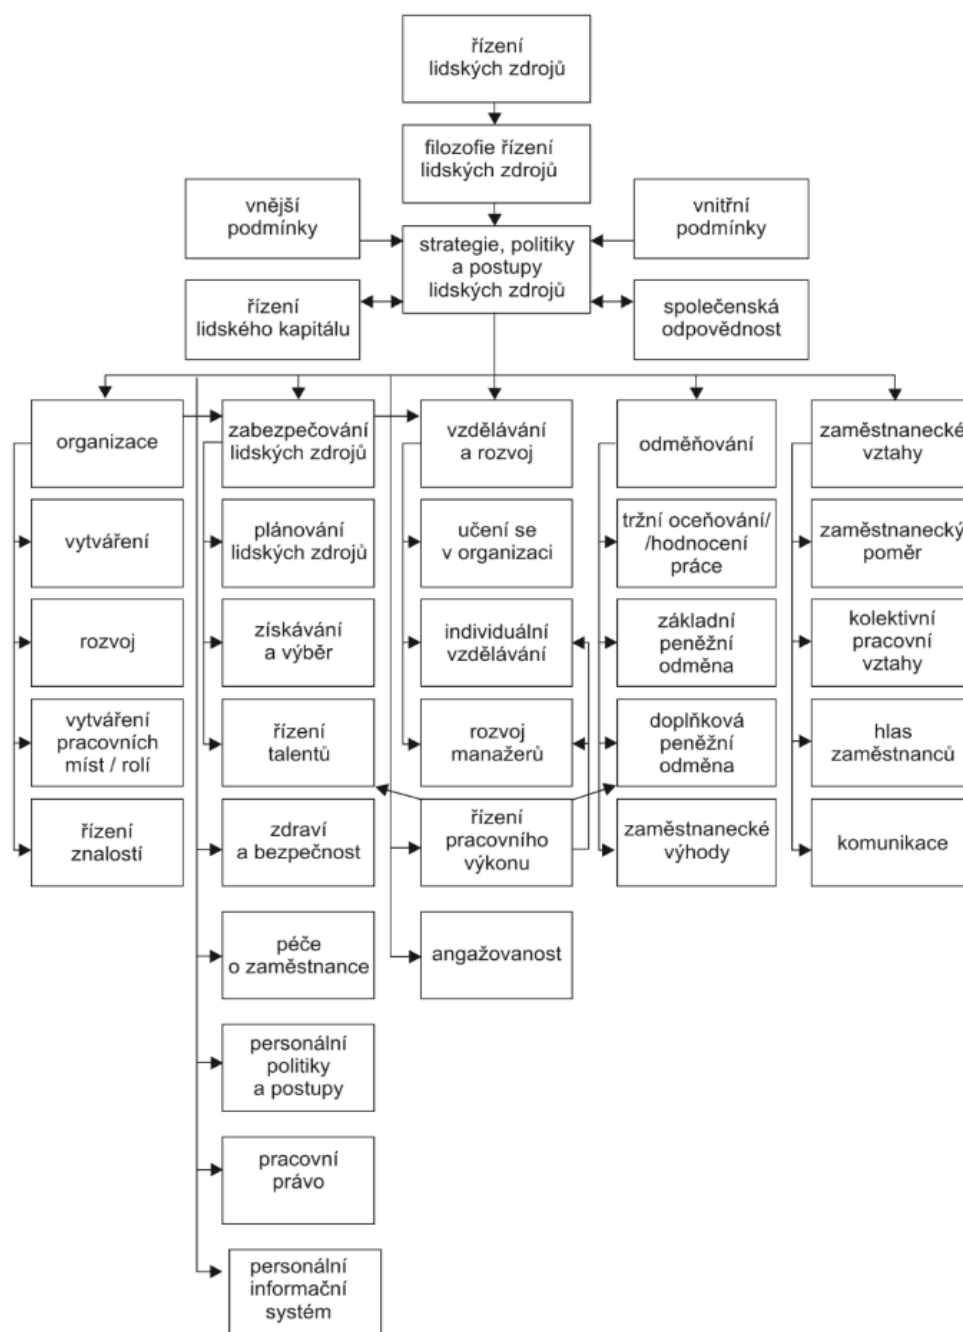 řízení
lidských zdrojů
filozofie řízení
lidských zdrojů
vnější
podmínky
vnitřní
podmínky
strategie, politiky
a postupy
lidských zdrojů
řízení
lidského kapitálu
společenská
odpovědnost
organizace
zabezpečování
lidských zdrojů
vzdělávání
a rozvoj
odměňování
zaměstnanecké
vztahy
vytváření
plánování
lidských zdrojů
učení se
v organizaci
tržní oceňování/
/hodnocení
práce
zaměstnanecký
poměr
rozvoj
získávání
a výběr
individuální
vzdělávání
základní
peněžní
odměna
kolektivní
pracovní
vztahy
vytváření
pracovních
míst / rolí
řízení
talentů
rozvoj
manažerů
doplňková
peněžní
odměna
hlas
zaměstnanců
řízení
znalostí
zdraví
a bezpečnost
řízení
pracovního
výkonu
zaměstnanecké
výhody
komunikace
péče
o zaměstnance
angažovanost
personální
politiky
a postupy
pracovní
právo
personální
informační
systém